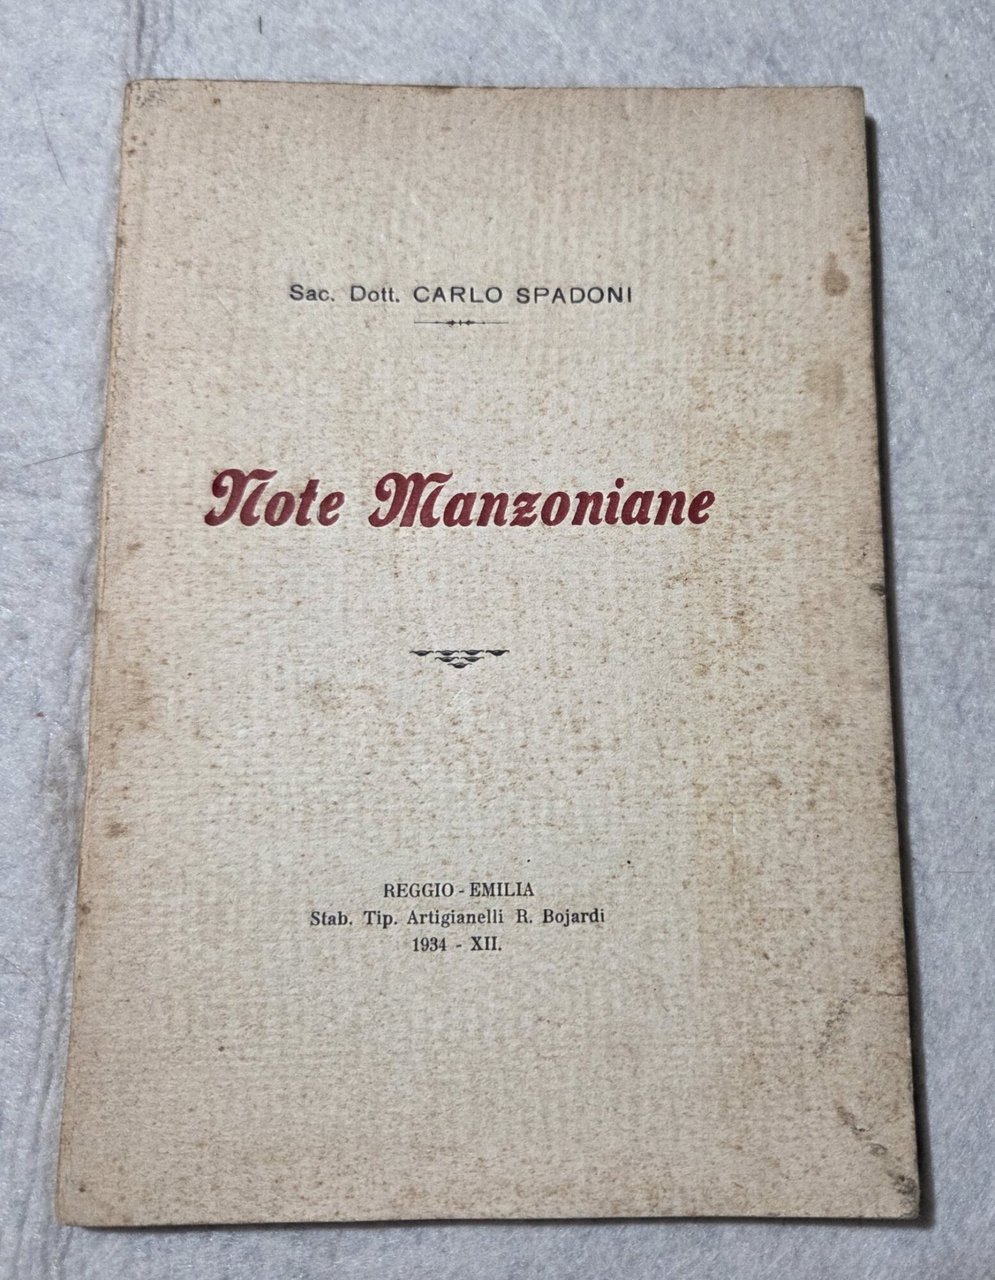 Sac. Dott. CARLO SPADONI
Note Manzoniane
REGGIO - EMILIA
Stab. Tip. Artigianelli R. Bojardi
1934 - XII.